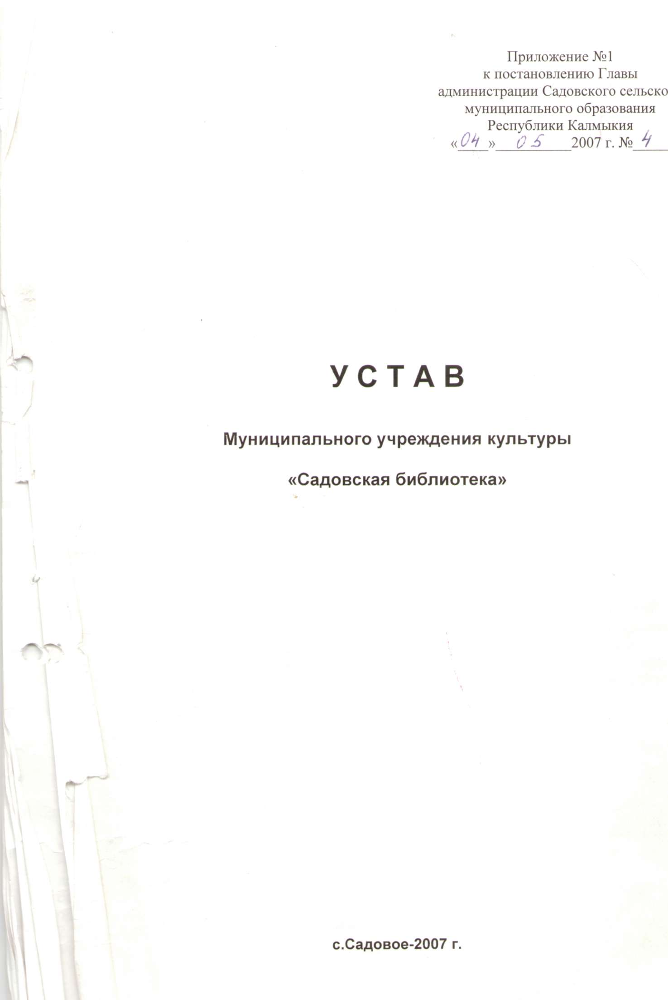 Приложение №1
к постановлению Главы
администрации Садовского сельско
муниципального образования
Республики Калмыкия
«04» 05 2007 г. № 4
УСТАВ
Муниципального учреждения культуры
«Садовская библиотека»
с.Садовое-2007 г.